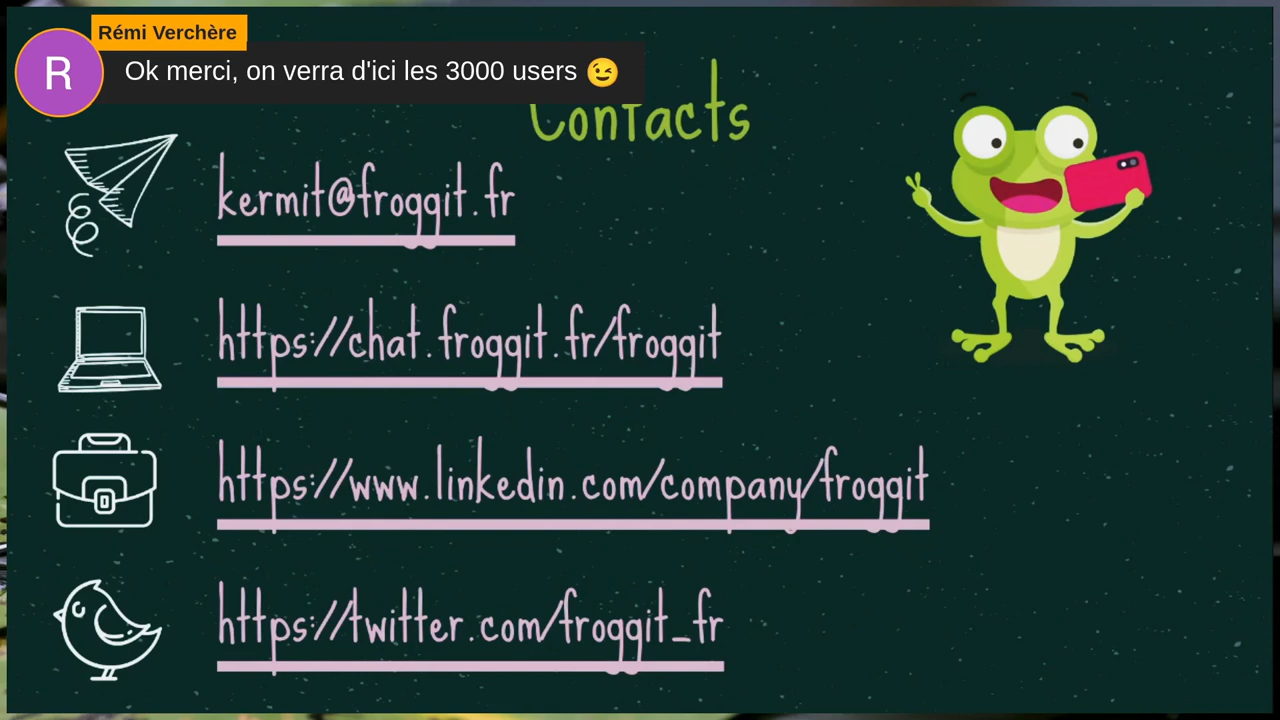 Rémi Verchère
R
Ok merci, on verra d'ici les 3000 users 😉
Contacts
kermit@froggit.fr
https://chat.froggit.fr/froggit
https://www.linkedin.com/company/froggit
https://twitter.com/froggit_fr